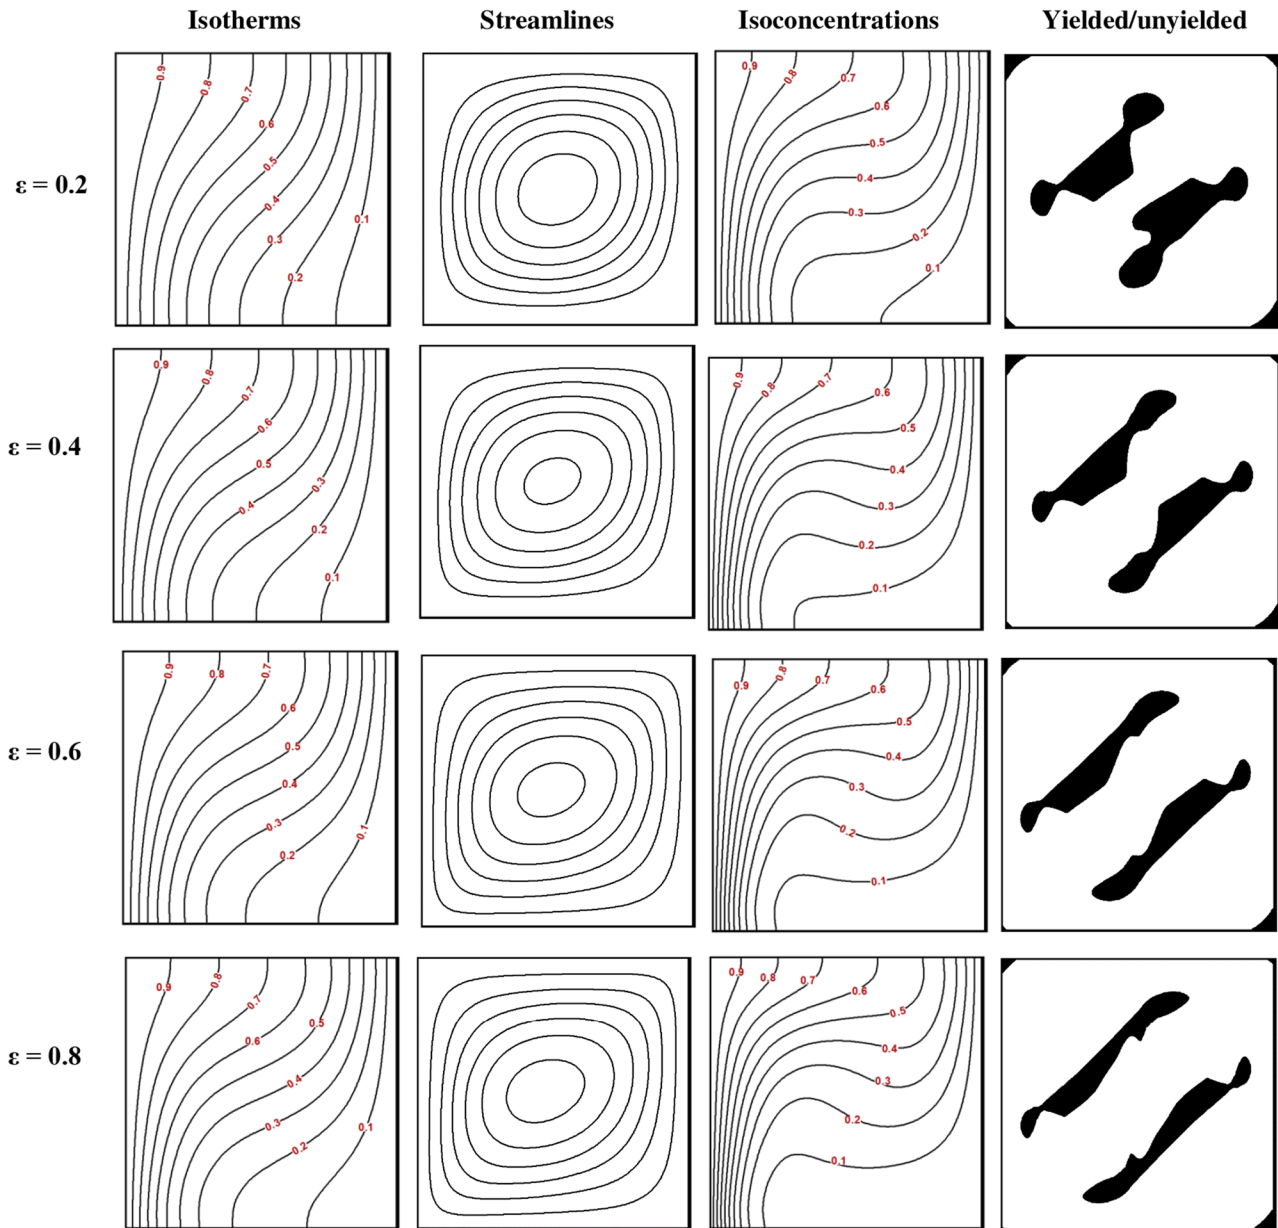 Isotherms Streamlines Isoconcentrations Yielded/unyielded
ε = 0.2
0.9 0.8 0.7 0.6 0.5 0.4 0.3 0.2 0.1
0.9 0.8 0.7 0.6 0.5 0.4 0.3 0.2 0.1
ε = 0.4
0.9 0.8 0.7 0.6 0.5 0.4 0.3 0.2 0.1
0.9 0.8 0.7 0.6 0.5 0.4 0.3 0.2 0.1
ε = 0.6
0.9 0.8 0.7 0.6 0.5 0.4 0.3 0.2 0.1
0.9 0.8 0.7 0.6 0.5 0.4 0.3 0.2 0.1
ε = 0.8
0.9 0.8 0.7 0.6 0.5 0.4 0.3 0.2 0.1
0.9 0.8 0.7 0.6 0.5 0.4 0.3 0.2 0.1